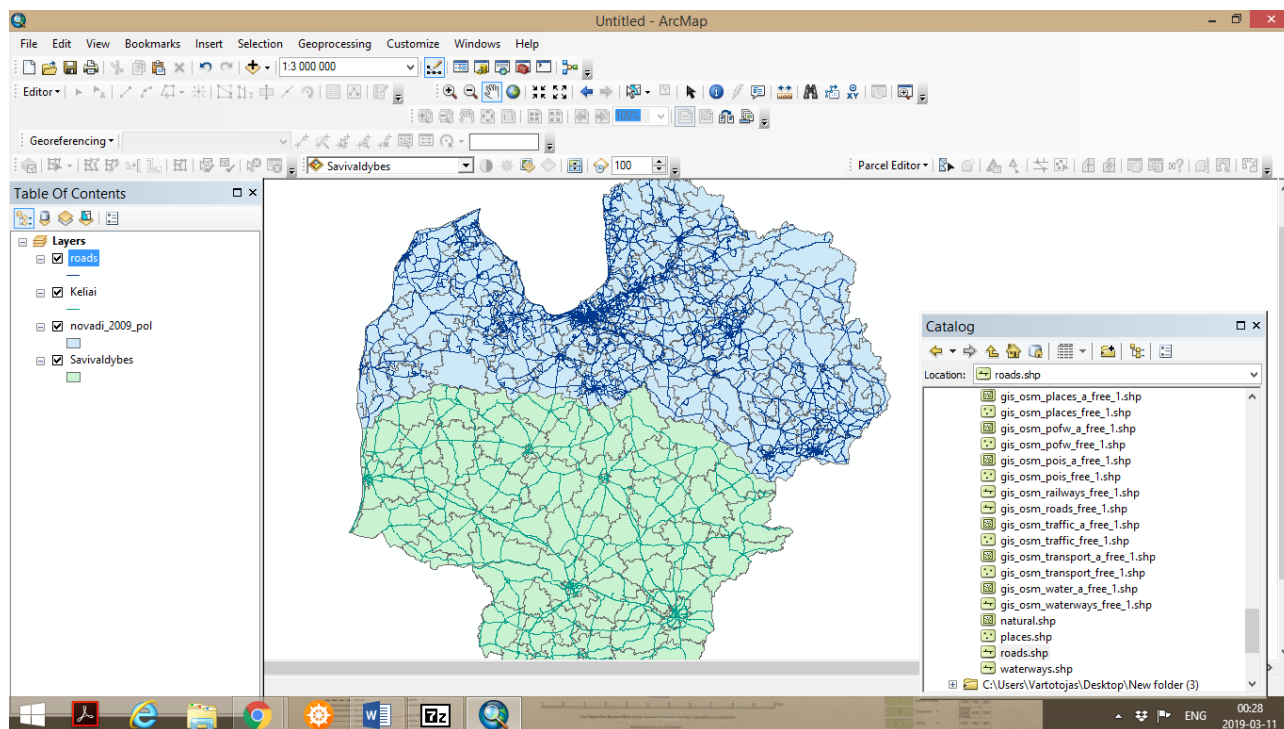 Untitled - ArcMap
File Edit View Bookmarks Insert Selection Geoprocessing Customize Windows Help
1:3 000 000
Editor
100%
Georeferencing
Savivaldybes 100 Parcel Editor
Table Of Contents
Layers
roads
Keliai
novadi_2009_pol
Savivaldybes
Catalog
Location: roads.shp
gis_osm_places_a_free_1.shp
gis_osm_places_free_1.shp
gis_osm_pofw_a_free_1.shp
gis_osm_pofw_free_1.shp
gis_osm_pois_a_free_1.shp
gis_osm_pois_free_1.shp
gis_osm_railways_free_1.shp
gis_osm_roads_free_1.shp
gis_osm_traffic_a_free_1.shp
gis_osm_traffic_free_1.shp
gis_osm_transport_a_free_1.shp
gis_osm_transport_free_1.shp
gis_osm_water_a_free_1.shp
gis_osm_waterways_free_1.shp
natural.shp
places.shp
roads.shp
waterways.shp
C:\Users\Vartotojas\Desktop\New folder (3)
ENG
00:28
2019-03-11